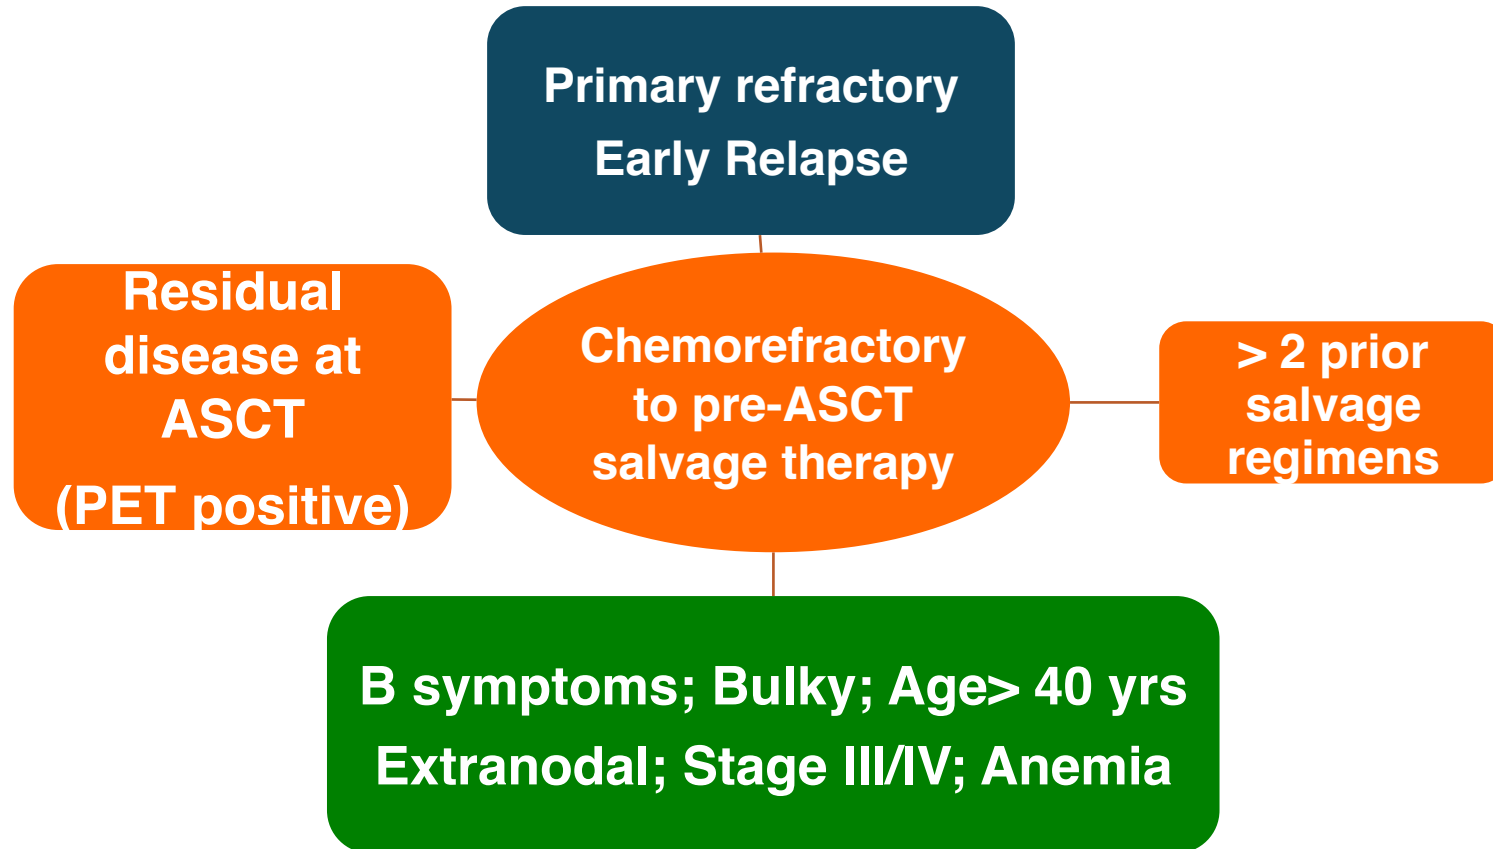 Primary refractory
Early Relapse
Residual
disease at
ASCT
(PET positive)
Chemorefractory
to pre-ASCT
salvage therapy
> 2 prior
salvage
regimens
B symptoms; Bulky; Age> 40 yrs
Extranodal; Stage III/IV; Anemia